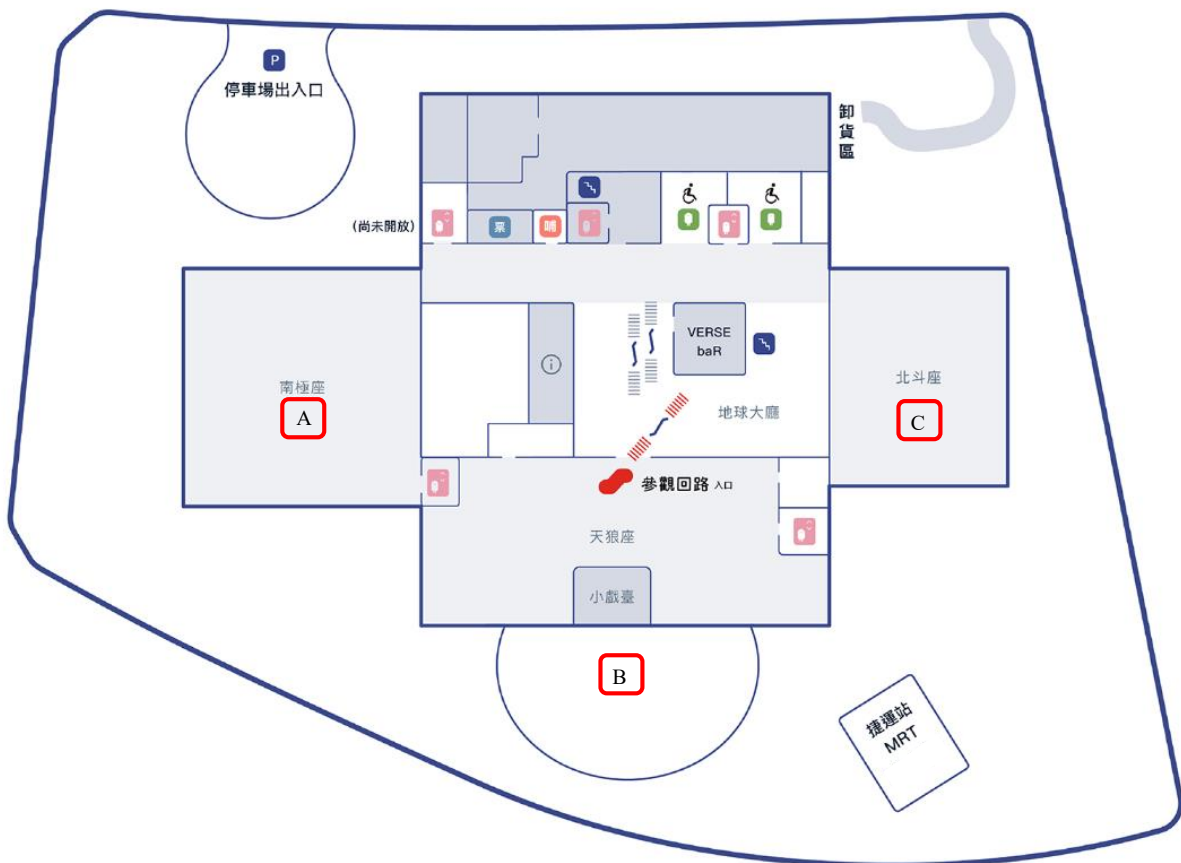 P
停車場出入口
卸
貨
區
(尚未開放)
票
哺
VERSE
baR
i
南極座
A
北斗座
C
地球大廳
參觀回路 入口
天狼座
小戲臺
B
捷運站
MRT